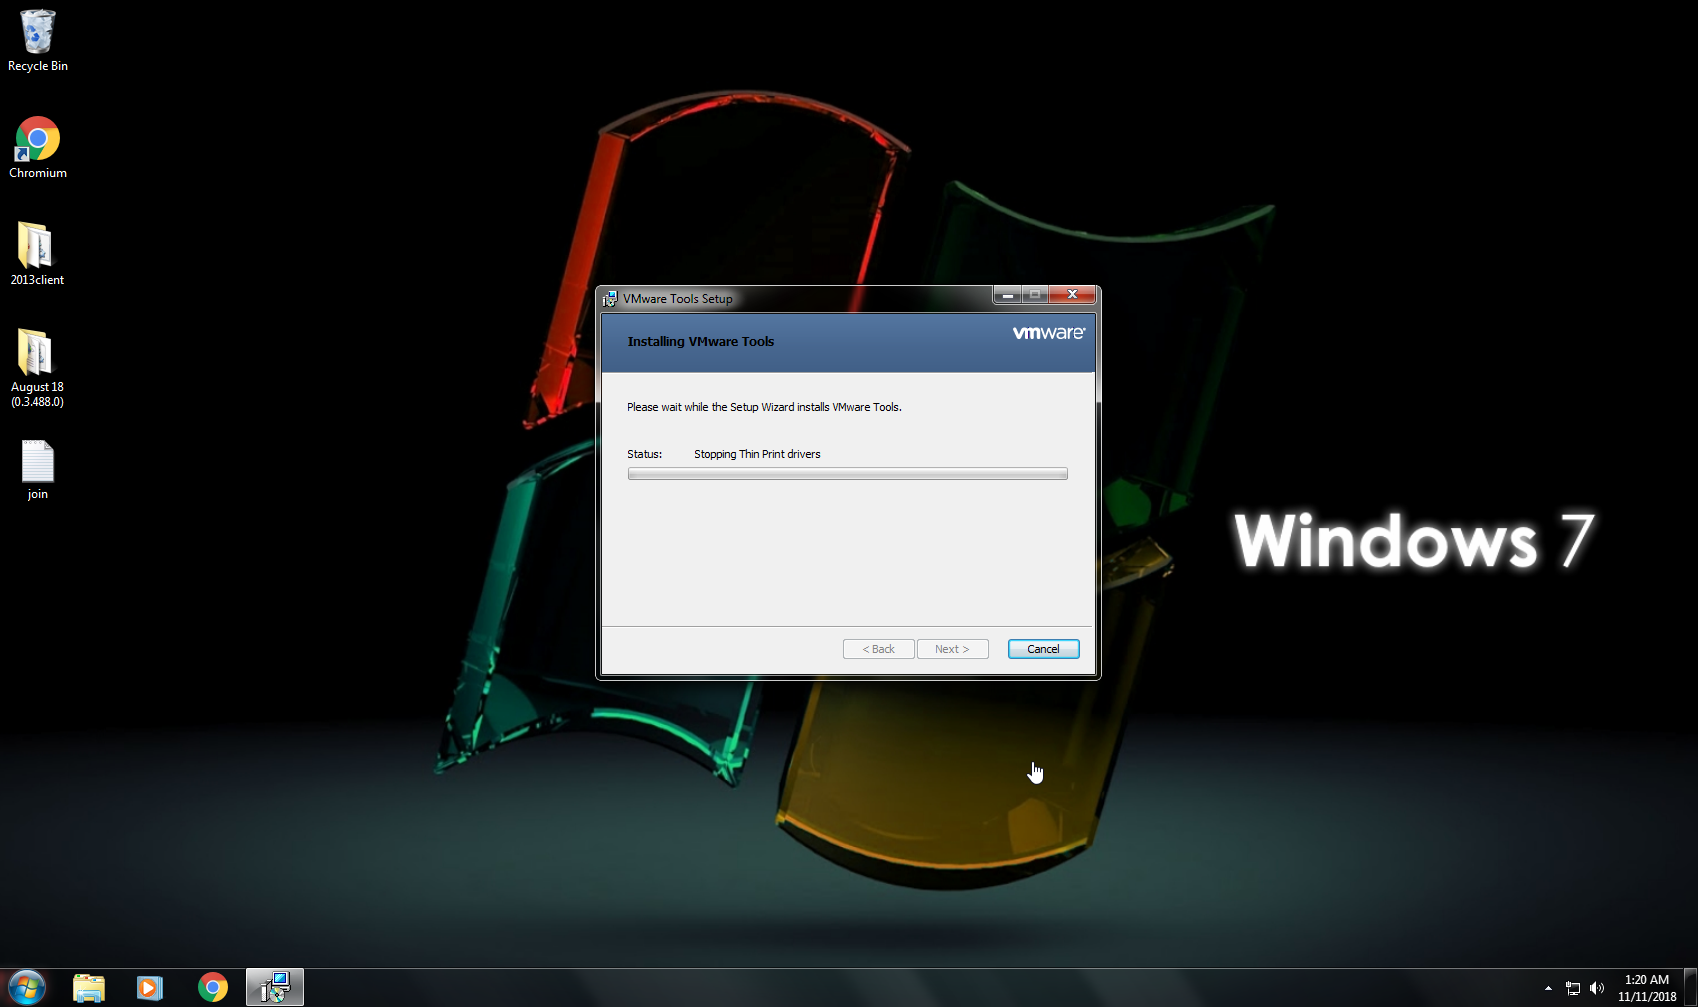 Recycle Bin
Chromium
2013client
August 18
(0.3.488.0)
join
VMware Tools Setup
Installing VMware Tools
vmware
Please wait while the Setup Wizard installs VMware Tools.
Status: Stopping Thin Print drivers
< Back Next > Cancel
Windows 7
1:20 AM
11/11/2018